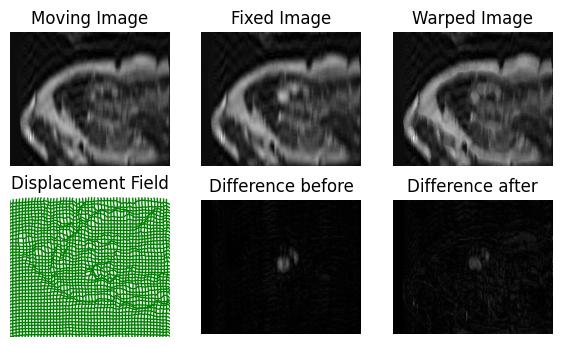 Moving Image
Fixed Image
Warped Image
Displacement Field
Difference before
Difference after